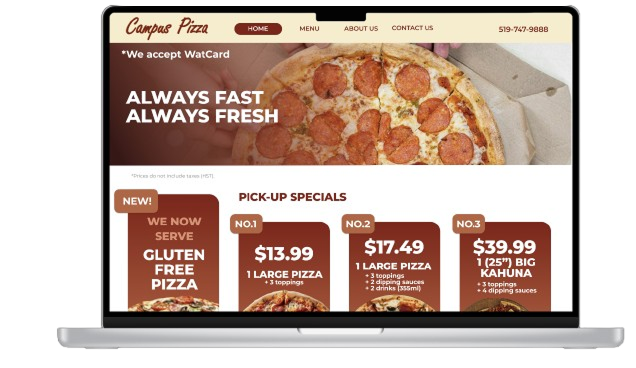 Campus Pizza
HOME
MENU
ABOUT US
CONTACT US
519-747-9888
*We accept WatCard
ALWAYS FAST
ALWAYS FRESH
*Prices do not include taxes (HST).
PICK-UP SPECIALS
NEW!
WE NOW
SERVE
GLUTEN
FREE
PIZZA
NO.1
$13.99
1 LARGE PIZZA
+ 3 toppings
NO.2
$17.49
1 LARGE PIZZA
+ 3 toppings
+ 2 dipping sauces
+ 2 drinks (355ml)
NO.3
$39.99
1 (25”) BIG
KAHUNA
+ 3 toppings
+ 4 dipping sauces